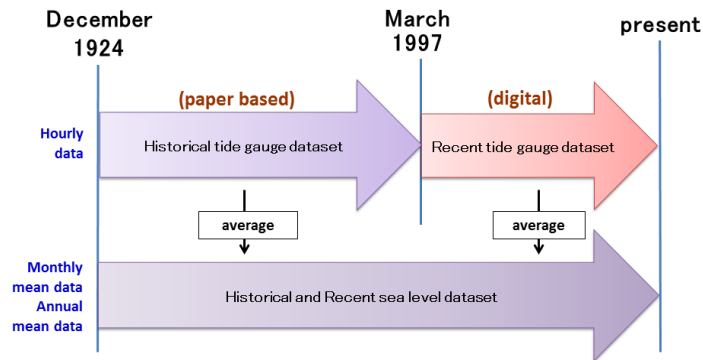 December
1924
March
1997
present
(paper based)
(digital)
Hourly
data
Historical tide gauge dataset
Recent tide gauge dataset
average
average
Monthly
mean data
Annual
mean data
Historical and Recent sea level dataset